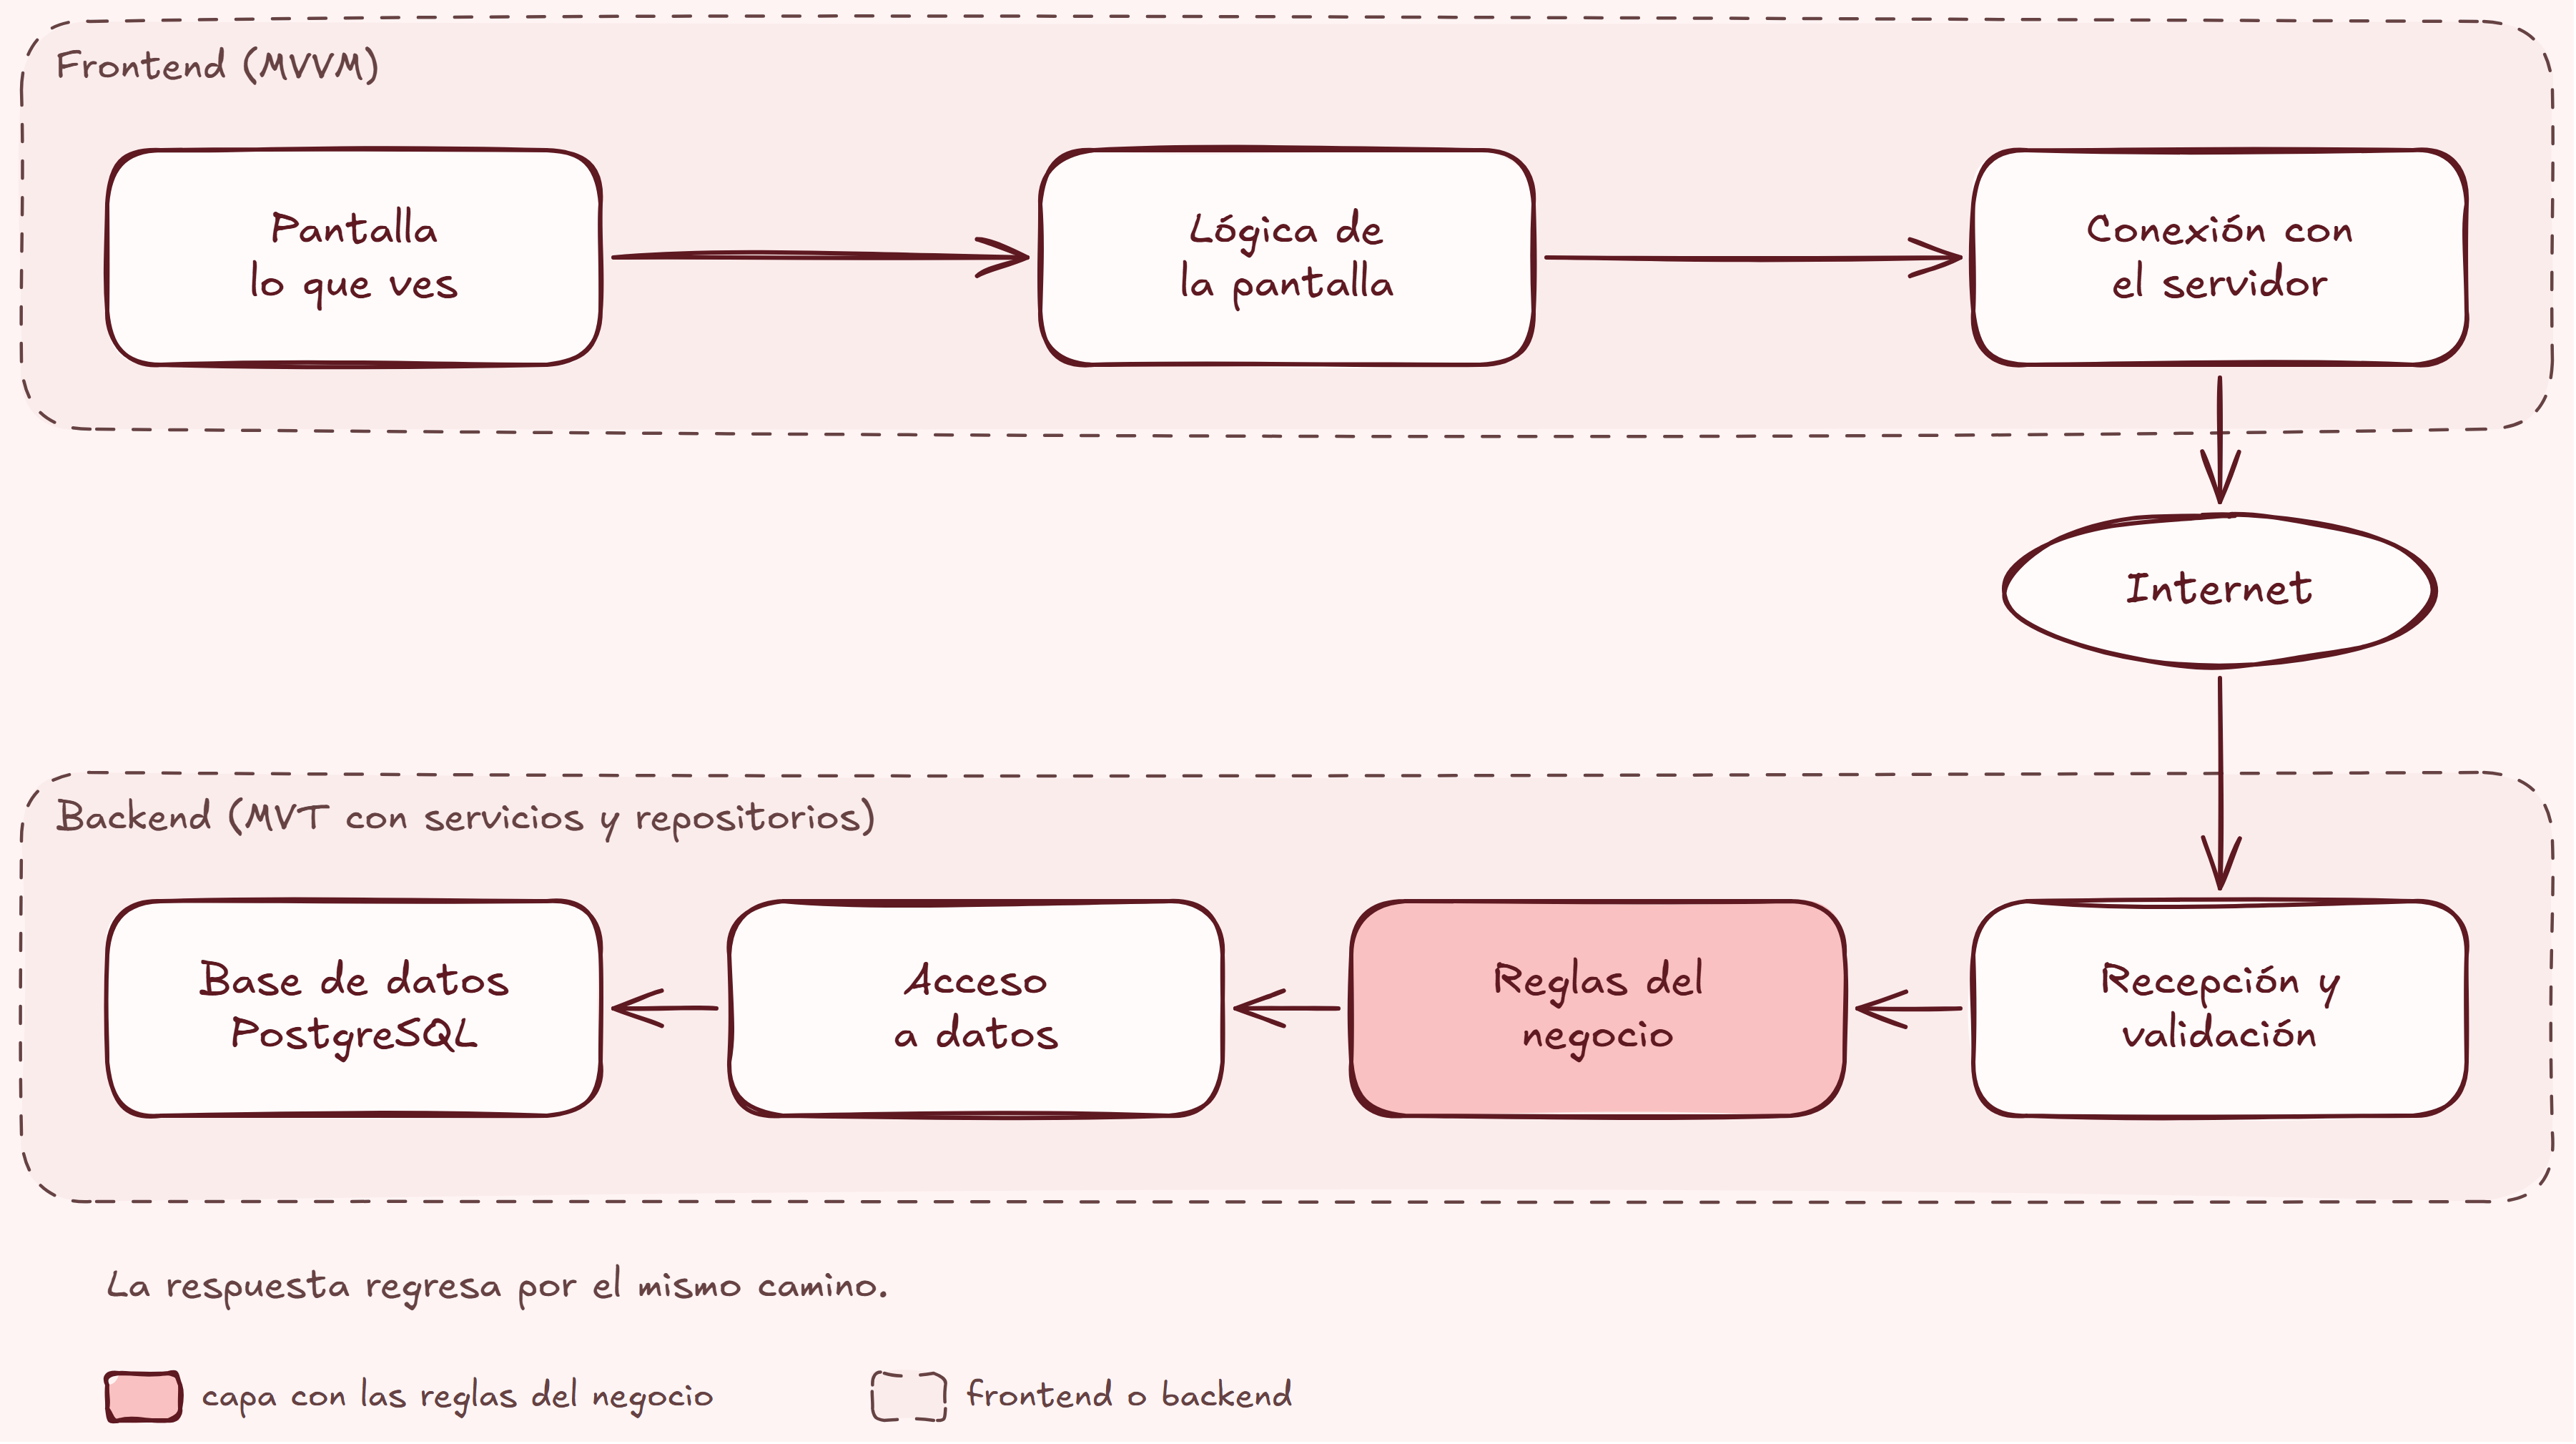 Frontend (MVVM)
Pantalla
lo que ves
Lógica de
la pantalla
Conexión con
el servidor
Internet
Backend (MVT con servicios y repositorios)
Base de datos
PostgreSQL
Acceso
a datos
Reglas del
negocio
Recepción y
validación
La respuesta regresa por el mismo camino.
capa con las reglas del negocio
frontend o backend